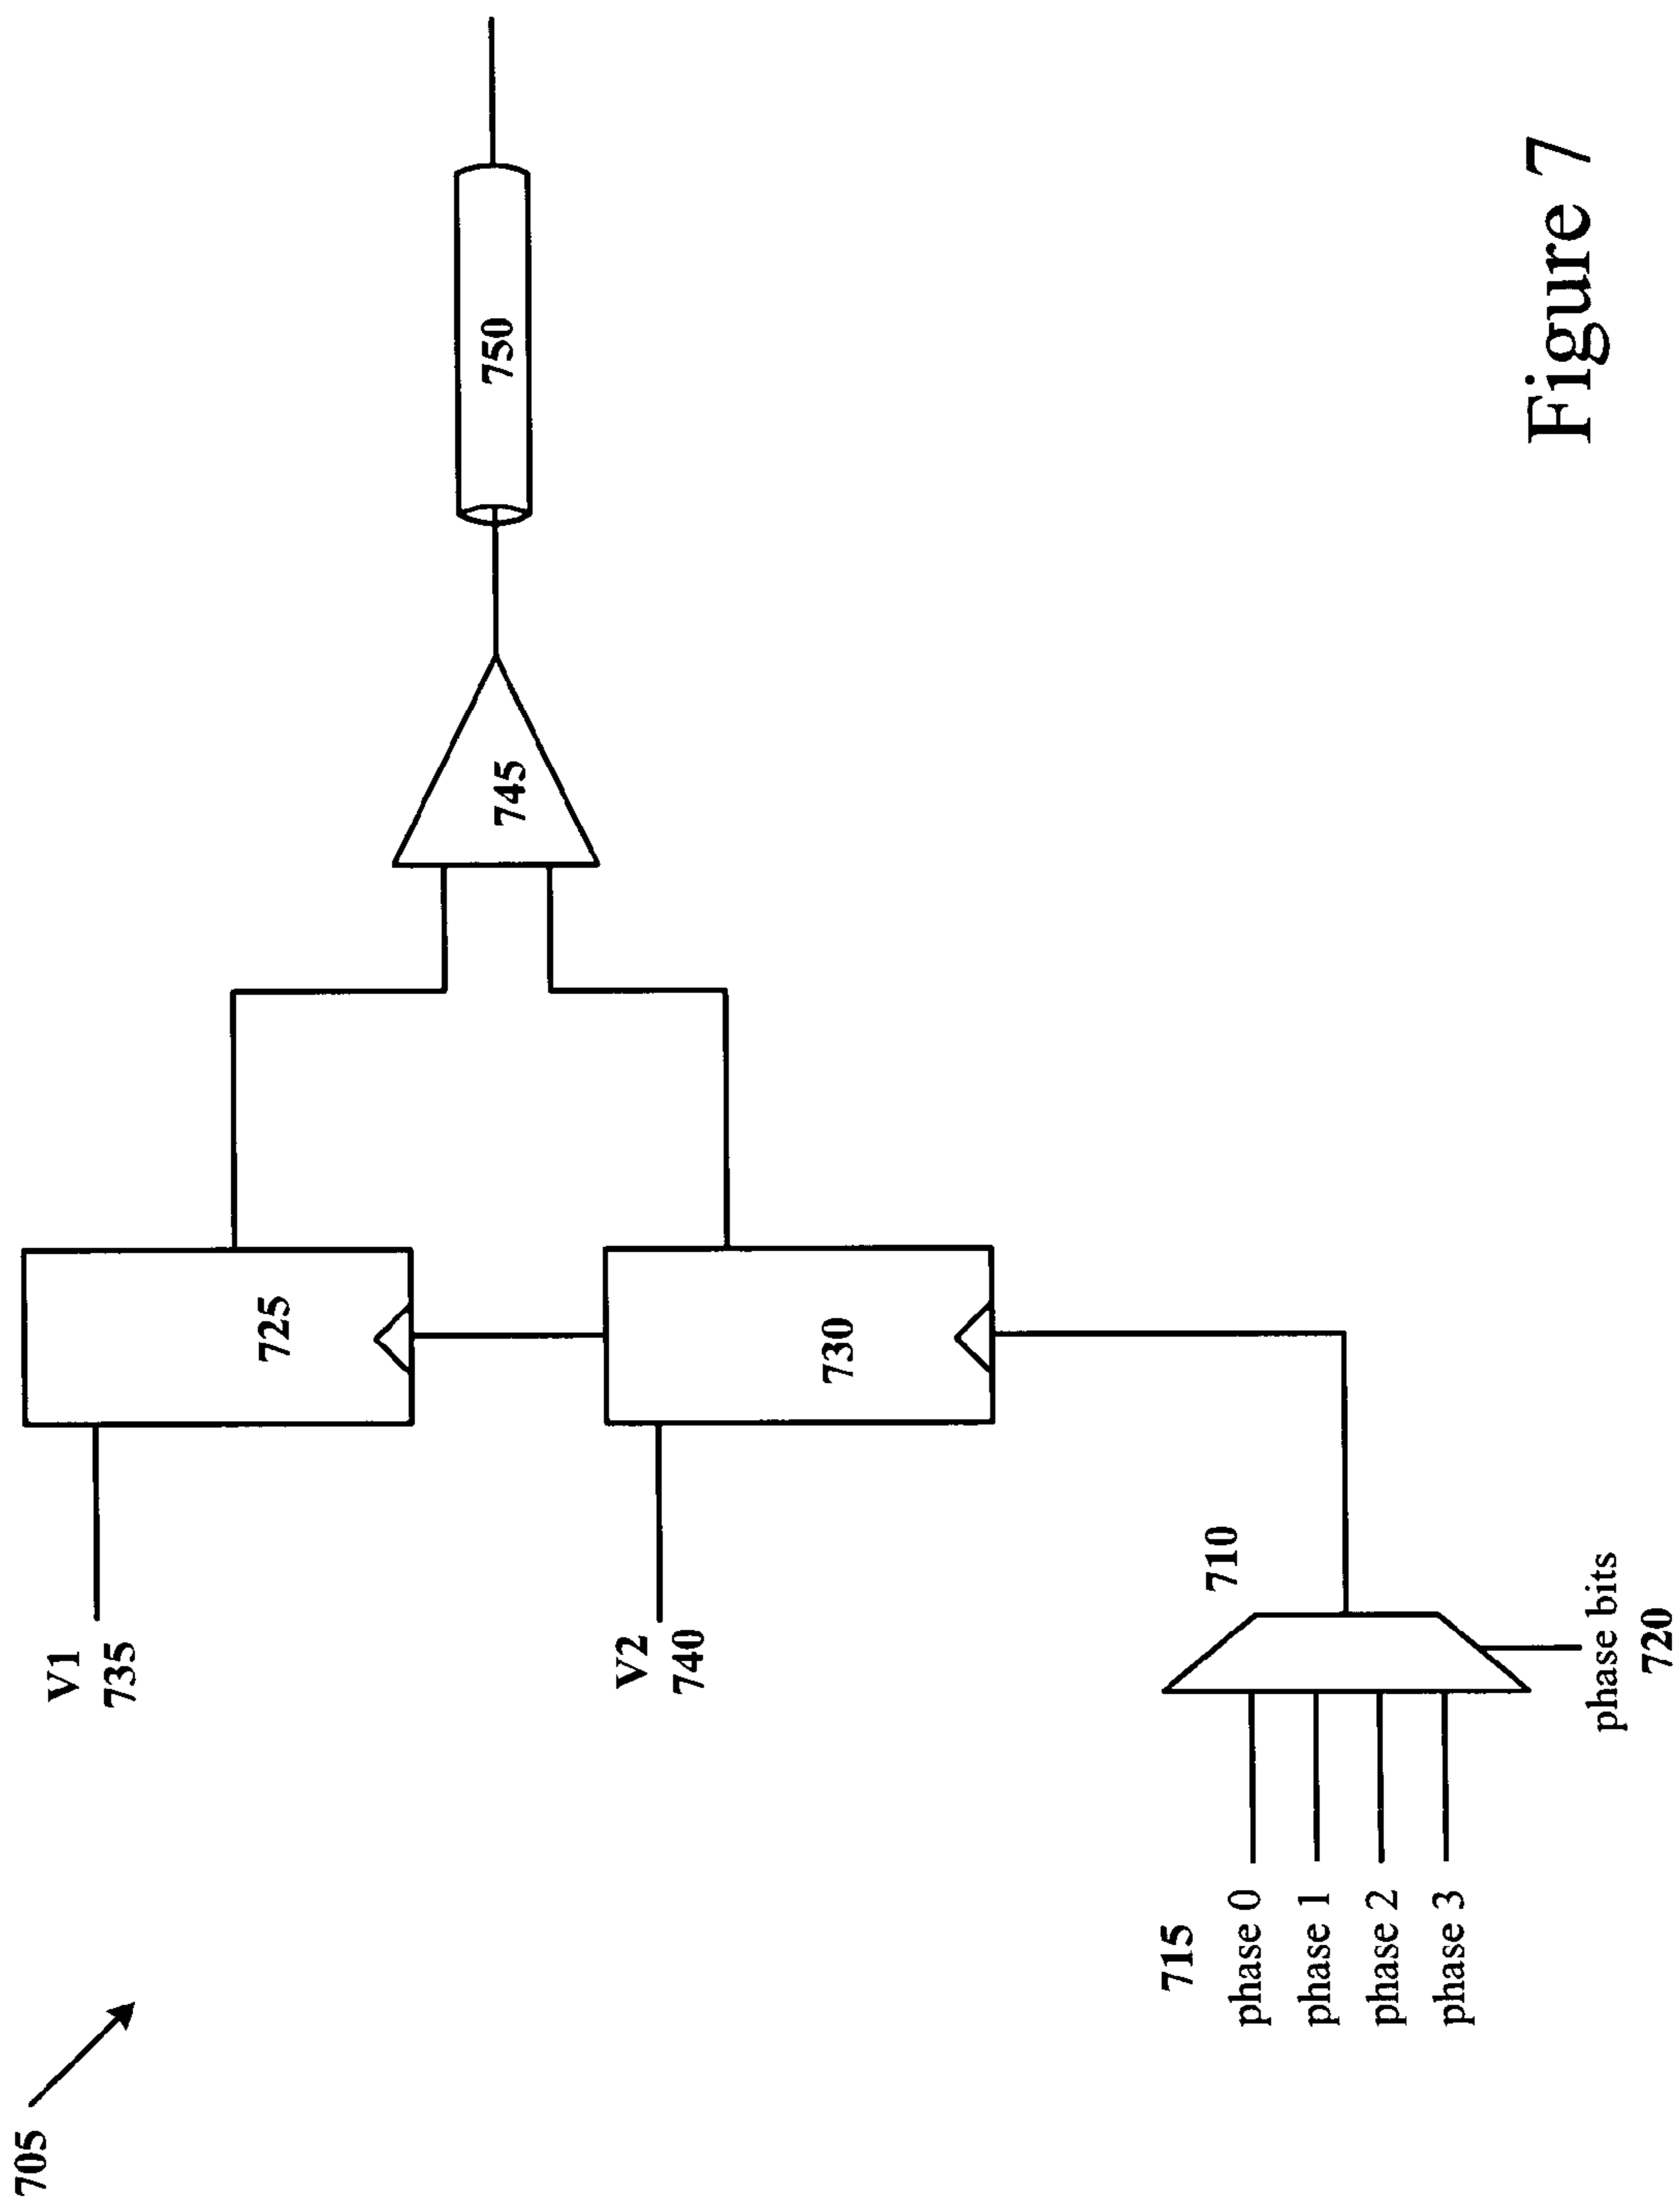 705
V1
735
725
V2
740
730
745
750
710
715
phase 0
phase 1
phase 2
phase 3
phase bits
720
Figure 7